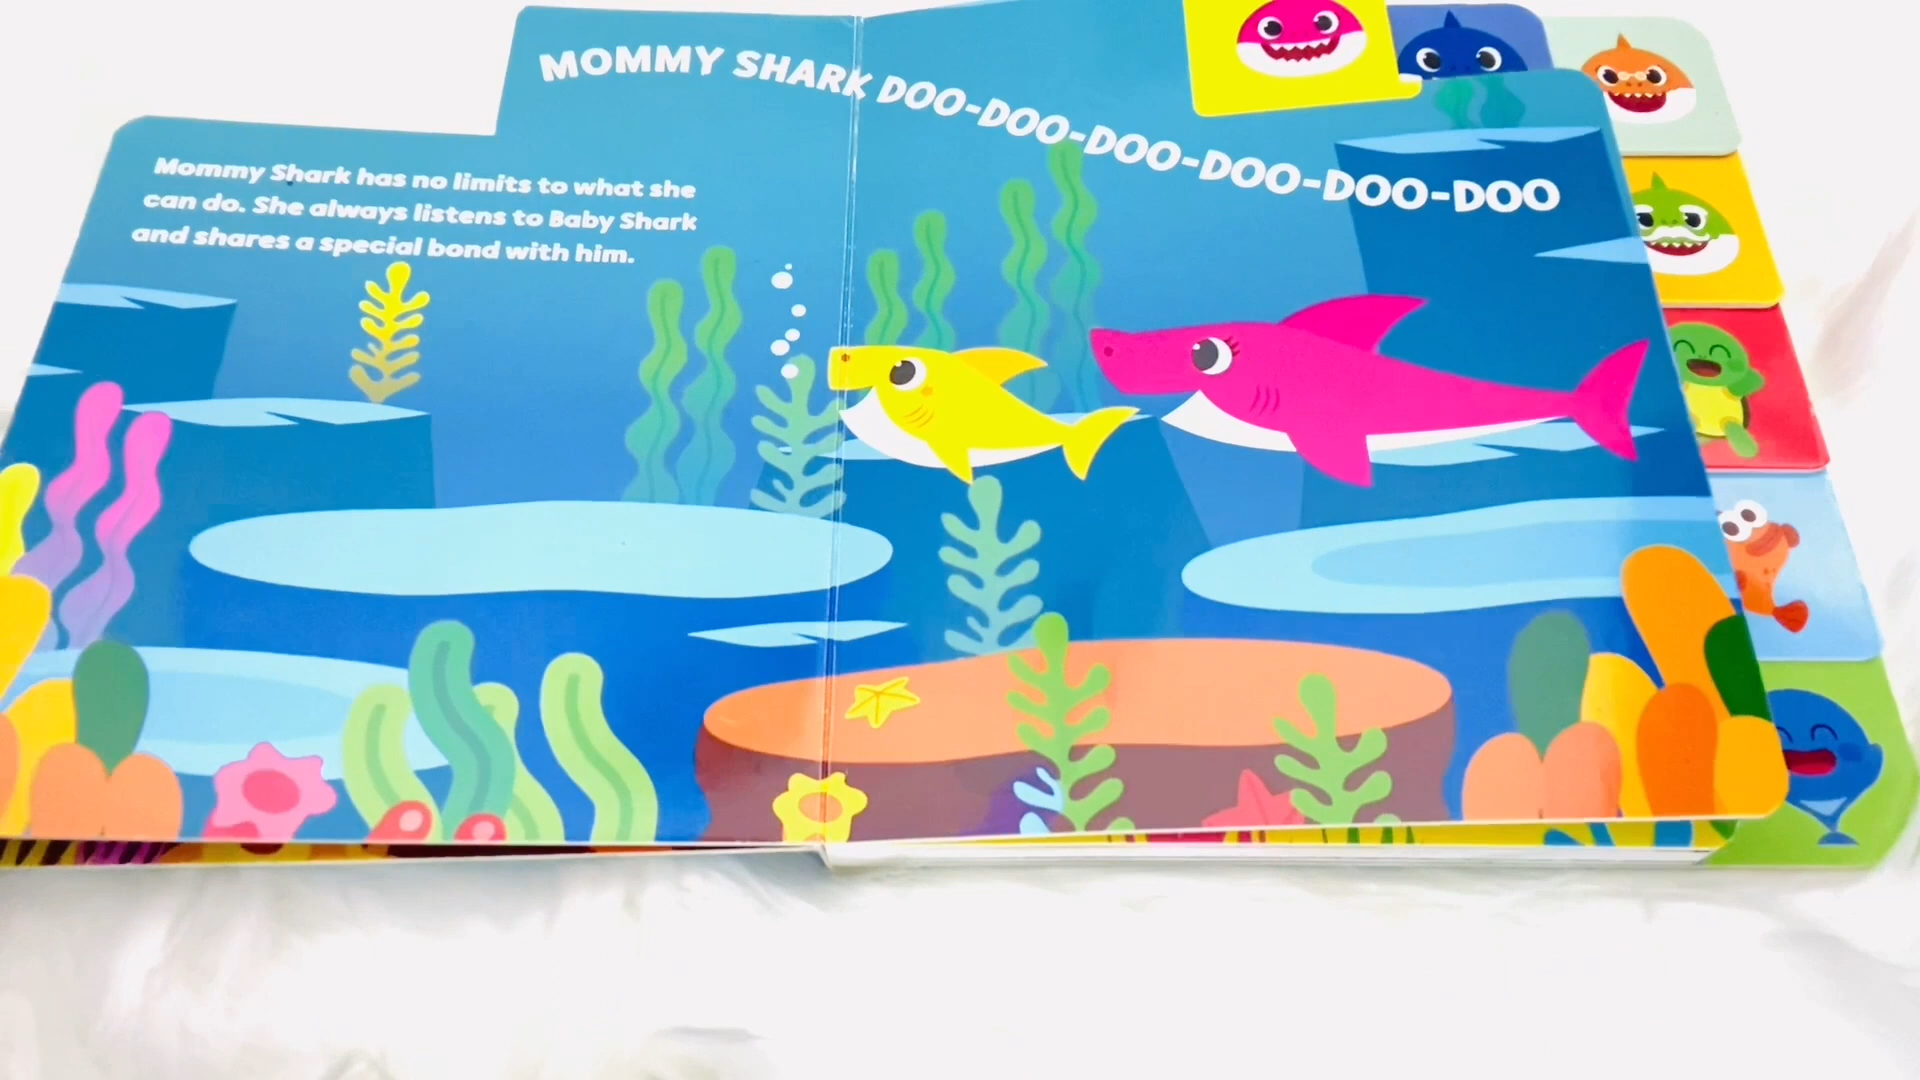 MOMMY SHARK DOO-DOO-DOO-DOO-DOO-DOO
Mommy Shark has no limits to what she
can do. She always listens to Baby Shark
and shares a special bond with him.